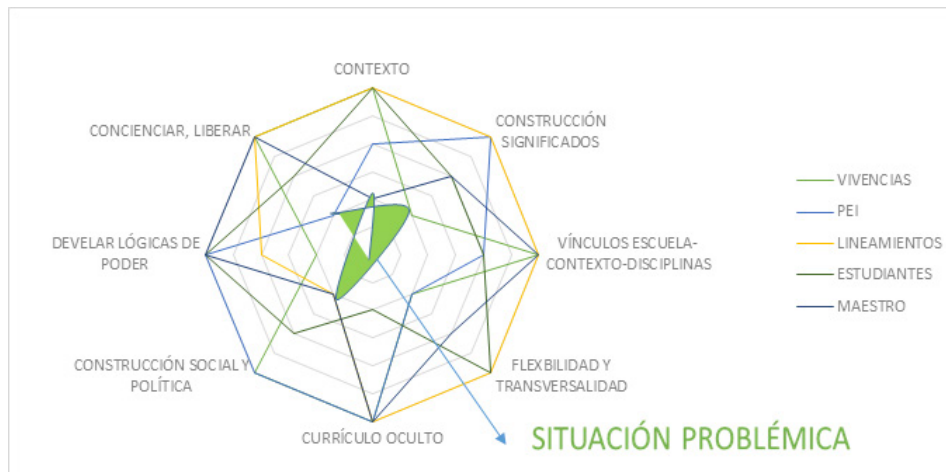 CONTEXTO
CONSTRUCCIÓN
SIGNIFICADOS
VÍNCULOS ESCUELA-
CONTEXTO-DISCIPLINAS
FLEXBILIDAD Y
TRANSVERSALIDAD
CURRÍCULO OCULTO
CONSTRUCCIÓN SOCIAL Y
POLÍTICA
DEVELAR LÓGICAS DE
PODER
CONCIENCIAR, LIBERAR
VIVENCIAS
PEI
LINEAMIENTOS
ESTUDIANTES
MAESTRO
SITUACIÓN PROBLÉMICA